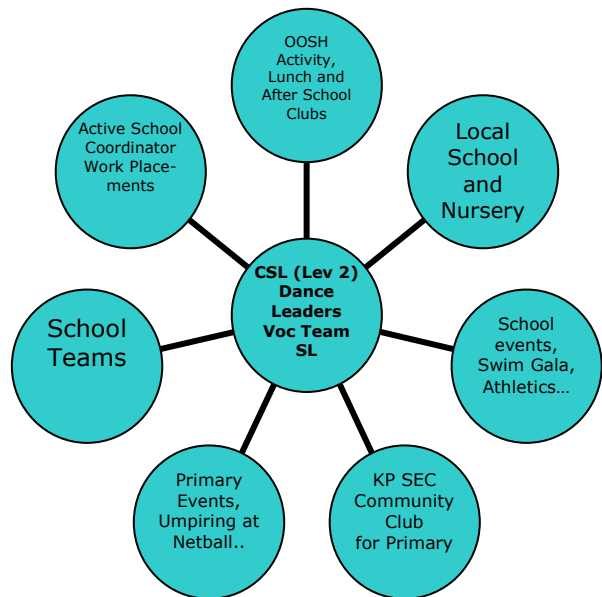 OOSH
Activity,
Lunch and
After School
Clubs
Local
School
and
Nursery
School
events,
Swim Gala,
Athletics…
KP SEC
Community
Club
for Primary
Primary
Events,
Umpiring at
Netball..
School
Teams
Active School
Coordinator
Work Place-
ments
CSL (Lev 2)
Dance
Leaders
Voc Team
SL